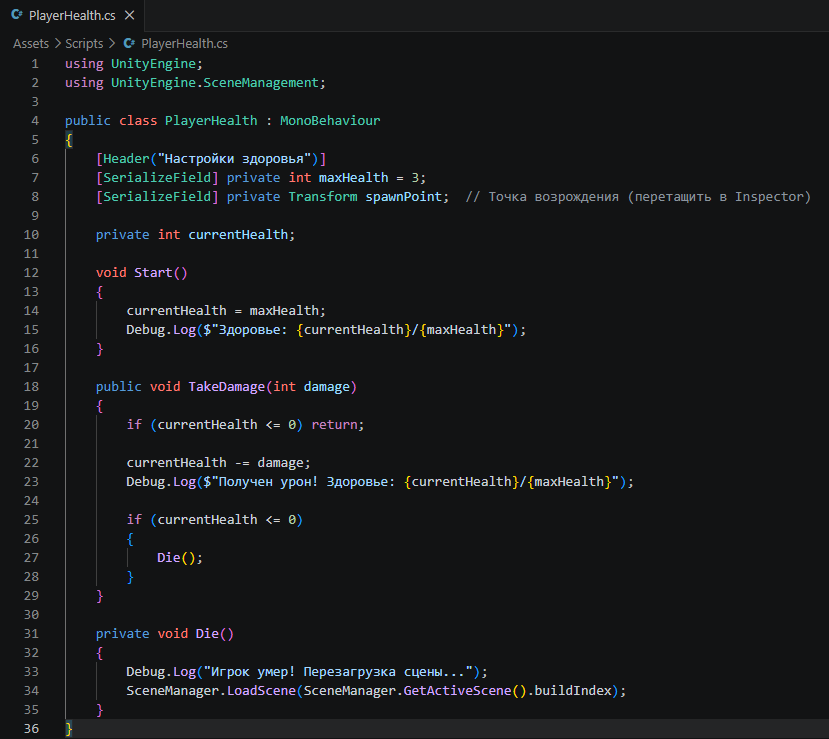 PlayerHealth.cs
Assets > Scripts > PlayerHealth.cs
1 using UnityEngine;
2 using UnityEngine.SceneManagement;
3
4 public class PlayerHealth : MonoBehaviour
5 {
6     [Header("Настройки здоровья")]
7     [SerializeField] private int maxHealth = 3;
8     [SerializeField] private Transform spawnPoint;  // Точка возрождения (перетащить в Inspector)
9
10     private int currentHealth;
11
12     void Start()
13     {
14         currentHealth = maxHealth;
15         Debug.Log($"Здоровье: {currentHealth}/{maxHealth}");
16     }
17
18     public void TakeDamage(int damage)
19     {
20         if (currentHealth <= 0) return;
21
22         currentHealth -= damage;
23         Debug.Log($"Получен урон! Здоровье: {currentHealth}/{maxHealth}");
24
25         if (currentHealth <= 0)
26         {
27             Die();
28         }
29     }
30
31     private void Die()
32     {
33         Debug.Log("Игрок умер! Перезагрузка сцены...");
34         SceneManager.LoadScene(SceneManager.GetActiveScene().buildIndex);
35     }
36 }